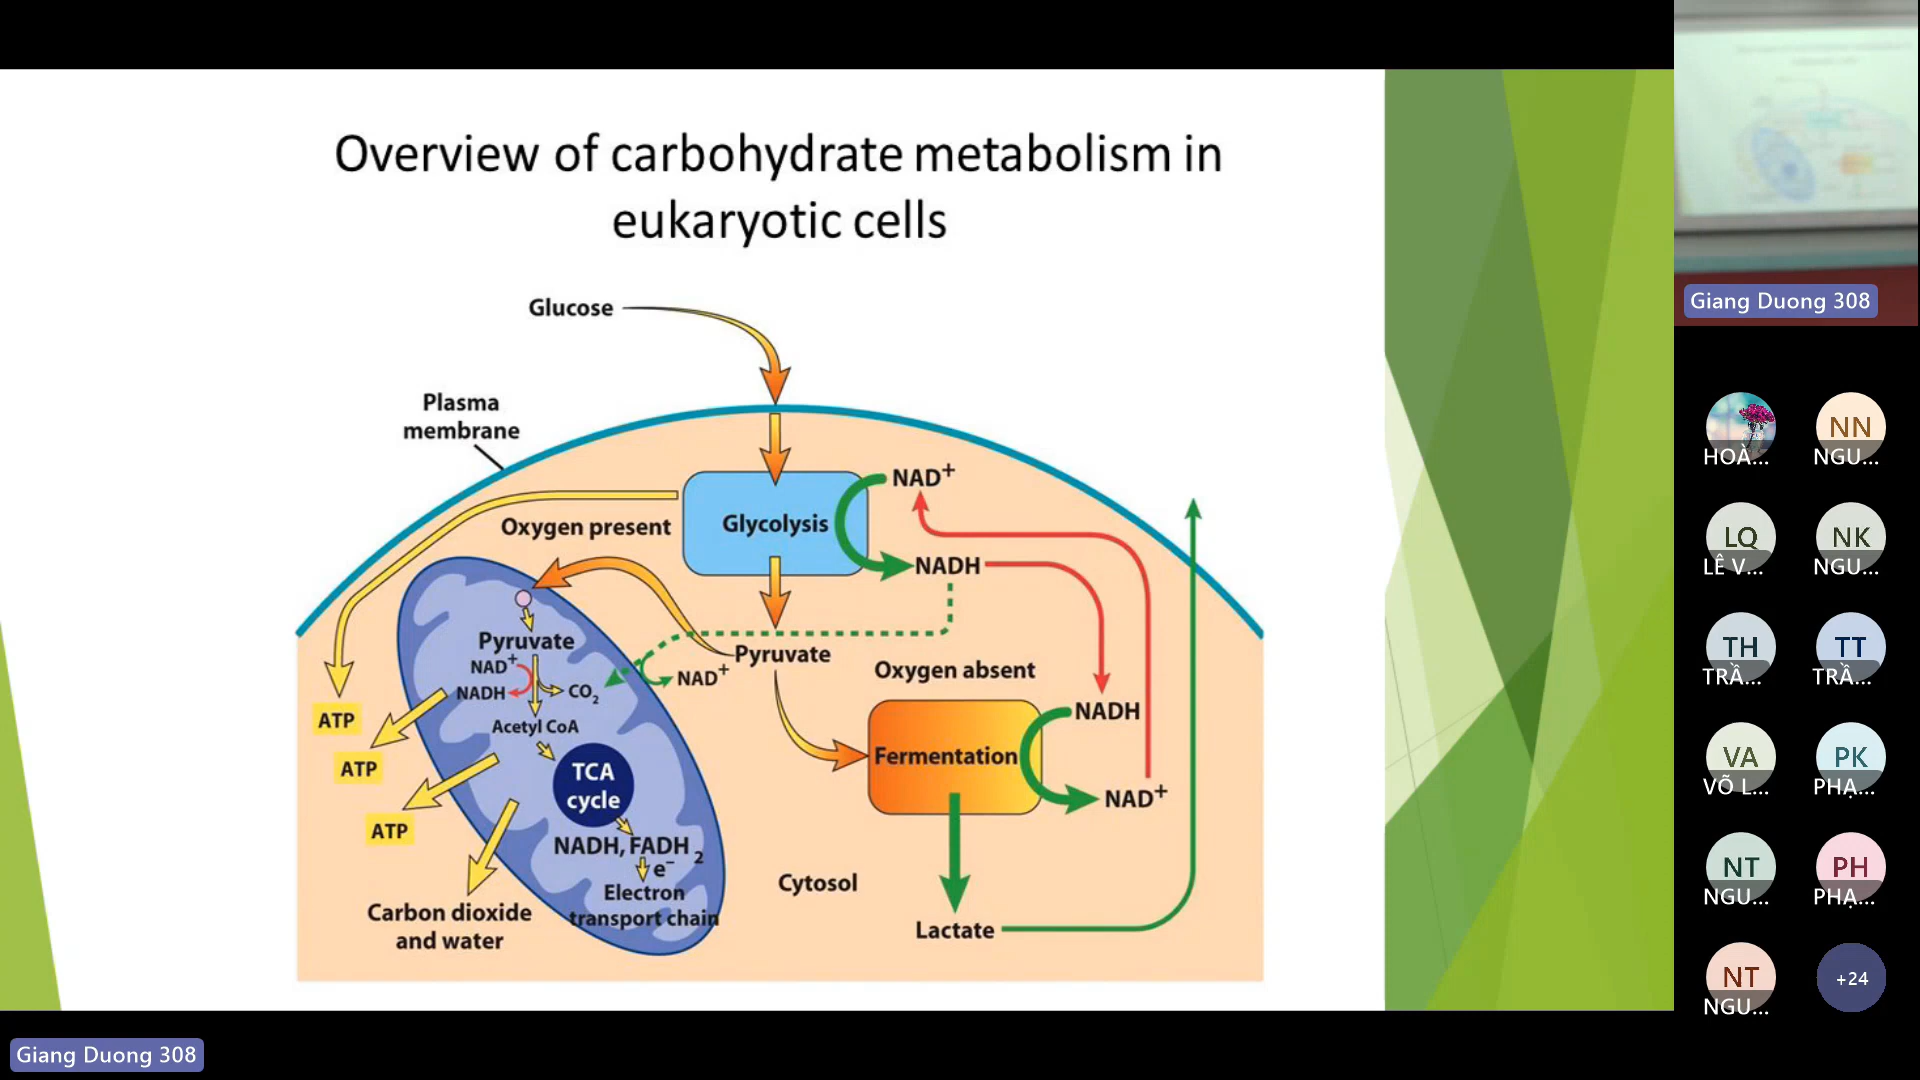 Overview of carbohydrate metabolism in
eukaryotic cells
Glucose
Plasma
membrane
NAD+
Glycolysis
Oxygen present
NADH
Pyruvate
NAD+
NADH
CO2
Acetyl CoA
TCA
cycle
NADH, FADH2
e−
Electron
transport chain
Pyruvate
NAD+
Oxygen absent
NADH
Fermentation
NAD+
ATP
ATP
ATP
Carbon dioxide
and water
Cytosol
Lactate
Giang Duong 308
Giang Duong 308
HOÀ...
NN
NGU...
LQ
LÊ V...
NK
NGU...
TH
TRẦ...
TT
TRẦ...
VA
VÕ L...
PK
PHẠ...
NT
NGU...
PH
PHẠ...
NT
NGU...
+24